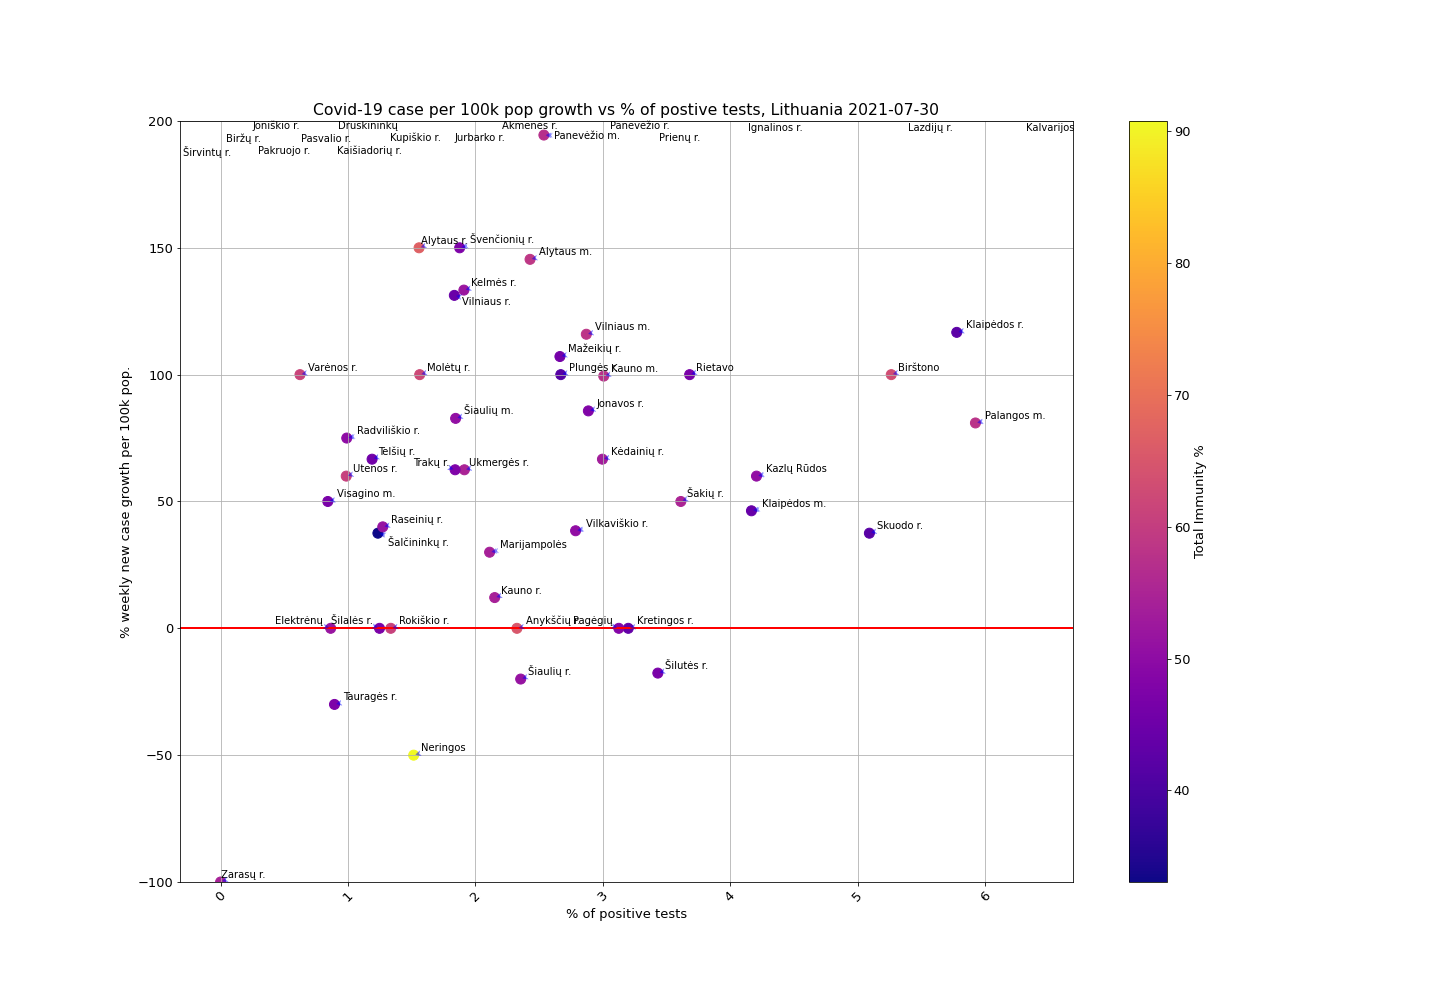 Covid-19 case per 100k pop growth vs % of postive tests, Lithuania 2021-07-30
200
150
100
50
0
−50
−100
% weekly new case growth per 100k pop.
Joniškio r.
Druskininkų
Akmenės r.
Panevėžio r.
Ignalinos r.
Lazdijų r.
Kalvarijos
Biržų r.
Pasvalio r.
Kupiškio r.
Jurbarko r.
Panevėžio m.
Prienų r.
Širvintų r.
Pakruojo r.
Kaišiadorių r.
Alytaus r.
Švenčionių r.
Alytaus m.
Kelmės r.
Vilniaus r.
Vilniaus m.
Klaipėdos r.
Mažeikių r.
Varėnos r.
Molėtų r.
Plungės
Kauno m.
Rietavo
Birštono
Jonavos r.
Šiaulių m.
Palangos m.
Radviliškio r.
Telšių r.
Kėdainių r.
Utenos r.
Trakų r.
Ukmergės r.
Kazlų Rūdos
Visagino m.
Šakių r.
Klaipėdos m.
Raseinių r.
Vilkaviškio r.
Skuodo r.
Šalčininkų r.
Marijampolės
Kauno r.
Elektrėnų
Šilalės r.
Rokiškio r.
Anykščių r.
Pagėgių
Kretingos r.
Šiaulių r.
Šilutės r.
Tauragės r.
Neringos
Zarasų r.
0
1
2
3
4
5
6
% of positive tests
90
80
70
60
50
40
Total Immunity %